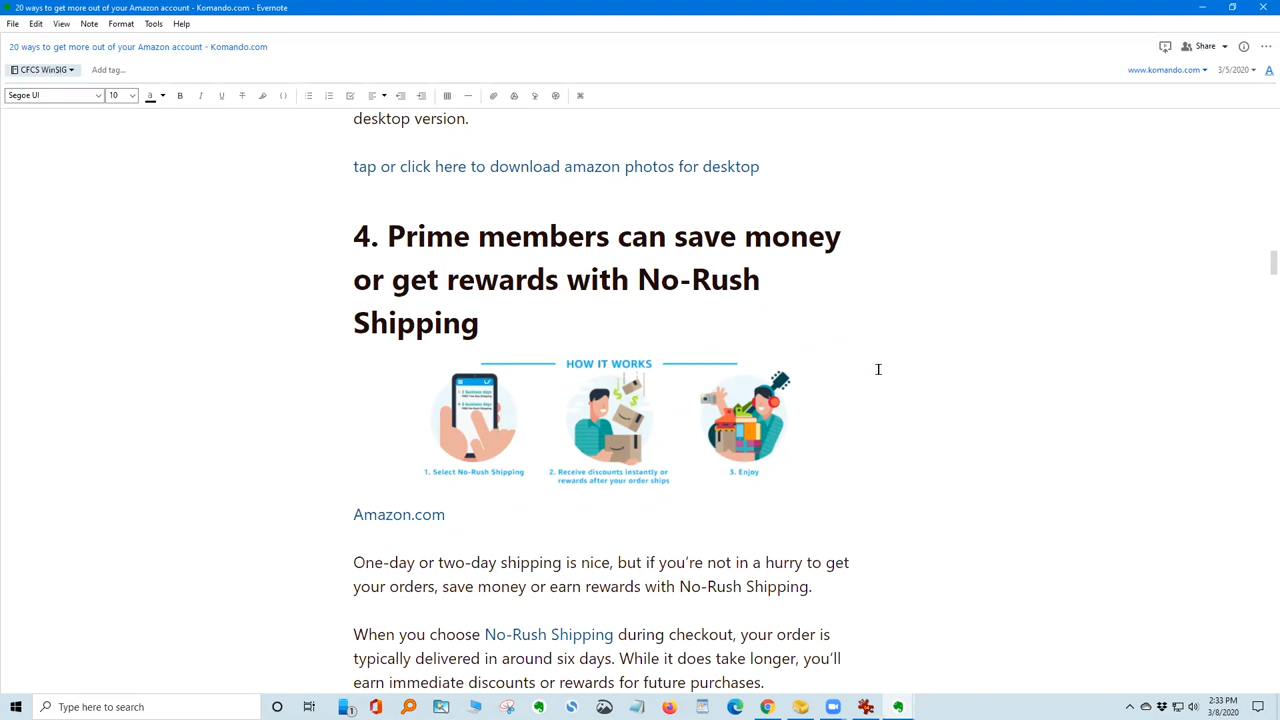 20 ways to get more out of your Amazon account - Komando.com - Evernote
File Edit View Note Format Tools Help
20 ways to get more out of your Amazon account - Komando.com
Share
CFCS WinSIG
Add tag...
www.komando.com
3/5/2020
Segoe UI
10
desktop version.
tap or click here to download amazon photos for desktop
4. Prime members can save money
or get rewards with No-Rush
Shipping
HOW IT WORKS
1. Select No-Rush Shipping
2. Receive discounts instantly or
rewards after your order ships
3. Enjoy
Amazon.com
One-day or two-day shipping is nice, but if you're not in a hurry to get
your orders, save money or earn rewards with No-Rush Shipping.
When you choose No-Rush Shipping during checkout, your order is
typically delivered in around six days. While it does take longer, you'll
earn immediate discounts or rewards for future purchases.
Type here to search
2:33 PM
3/8/2020